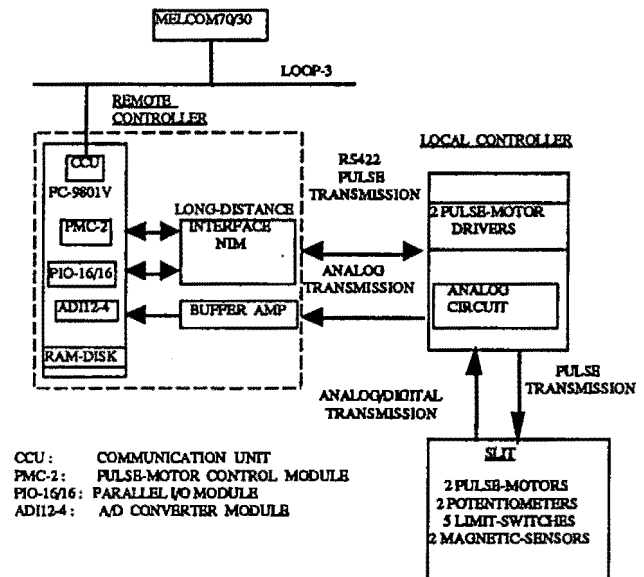 MELCOM70/30
LOOP-3
REMOTE
CONTROLLER
LOCAL CONTROLLER
CCU
PC-9801V
RS422
PULSE
TRANSMISSION
PMC-2
LONG-DISTANCE
INTERFACE
NIM
2 PULSE-MOTOR
DRIVERS
PIO-16/16
ANALOG
TRANSMISSION
ADI12-4
BUFFER AMP
ANALOG
CIRCUIT
RAM-DISK
ANALOG/DIGITAL
TRANSMISSION
PULSE
TRANSMISSION
SLIT
2 PULSE-MOTORS
2 POTENTIOMETERS
5 LIMIT-SWITCHES
2 MAGNETIC-SENSORS
CCU : COMMUNICATION UNIT
PMC-2 : PULSE-MOTOR CONTROL MODULE
PIO-16/16 : PARALLEL I/O MODULE
ADI12-4 : A/D CONVERTER MODULE